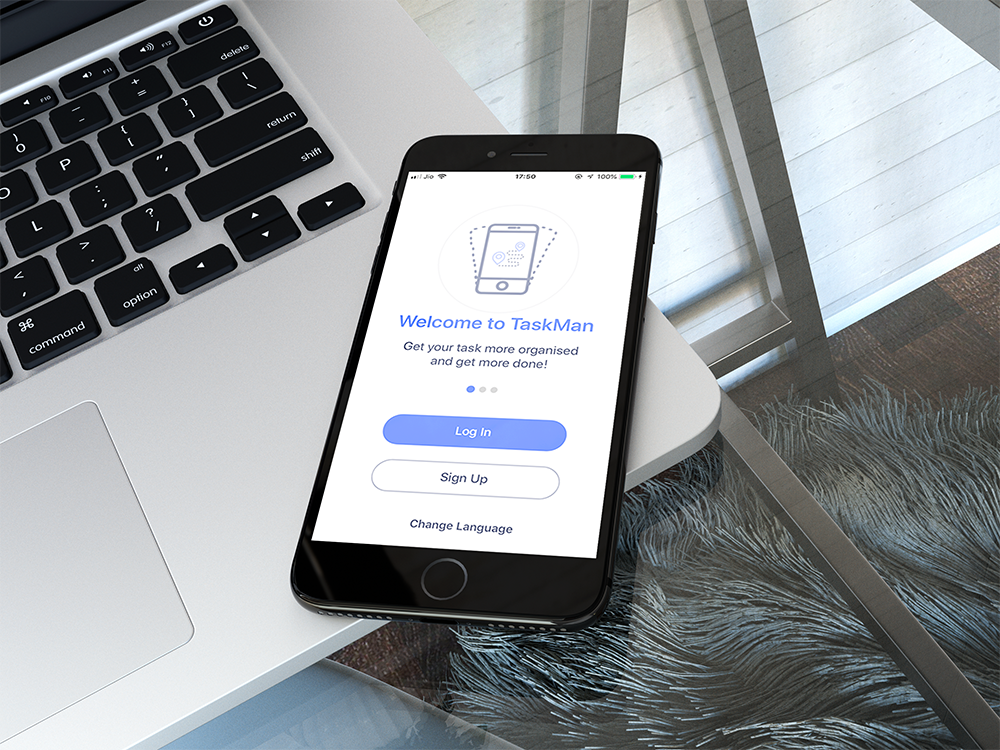 F10
F11
F12
delete
)
0
_
-
+
=
|
\
O
P
{
[
}
]
return
L
:
;
"
'
shift
<
,
>
.
?
/
⌘
command
alt
option
Jio
17:50
100%
Welcome to TaskMan
Get your task more organised
and get more done!
Log In
Sign Up
Change Language